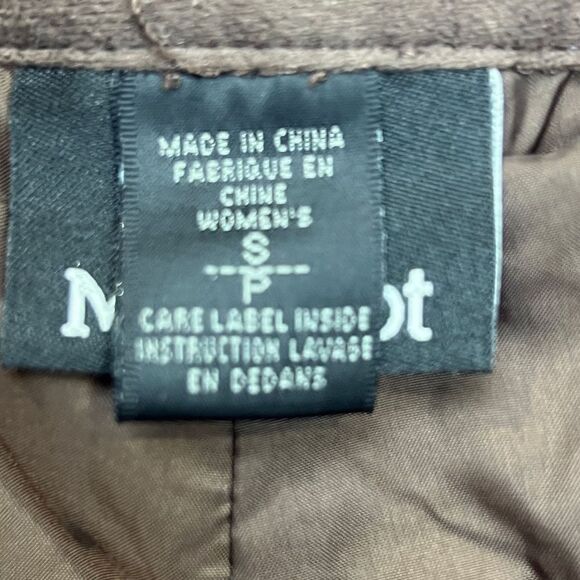 MADE IN CHINA
FABRIQUE EN
CHINE
WOMEN'S
S
P
CARE LABEL INSIDE
INSTRUCTION LAVAGE
EN DEDANS